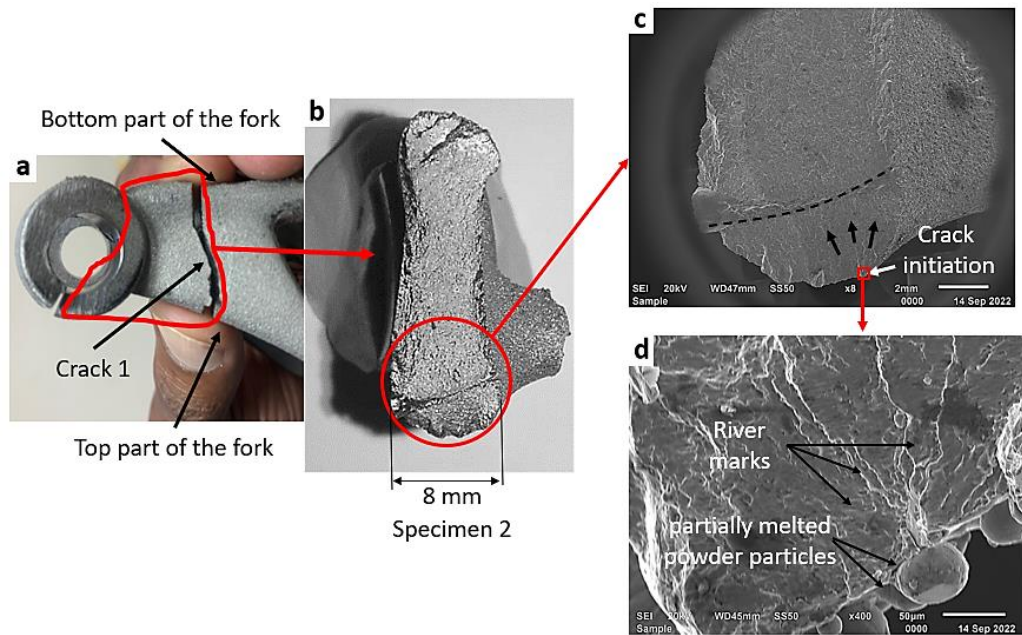 Bottom part of the fork
a
Crack 1
Top part of the fork
b
8 mm
Specimen 2
c
Crack
initiation
SEI 20kV WD47mm SS50 x8 2mm
Sample 0000 14 Sep 2022
d
River
marks
partially melted
powder particles
SEI 20kV WD45mm SS50 x400 50µm
Sample 0000 14 Sep 2022